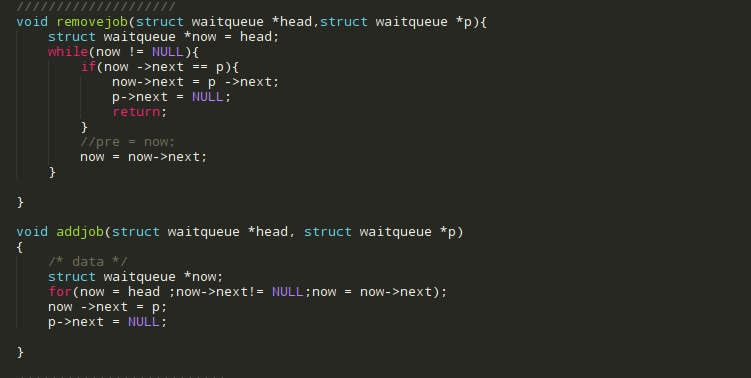 ////////////////////
void removejob(struct waitqueue *head,struct waitqueue *p){
    struct waitqueue *now = head;
    while(now != NULL){
        if(now ->next == p){
            now->next = p ->next;
            p->next = NULL;
            return;
        }
        //pre = now;
        now = now->next;
    }

}

void addjob(struct waitqueue *head, struct waitqueue *p)
{
    /* data */
    struct waitqueue *now;
    for(now = head ;now->next!= NULL;now = now->next);
    now ->next = p;
    p->next = NULL;

}